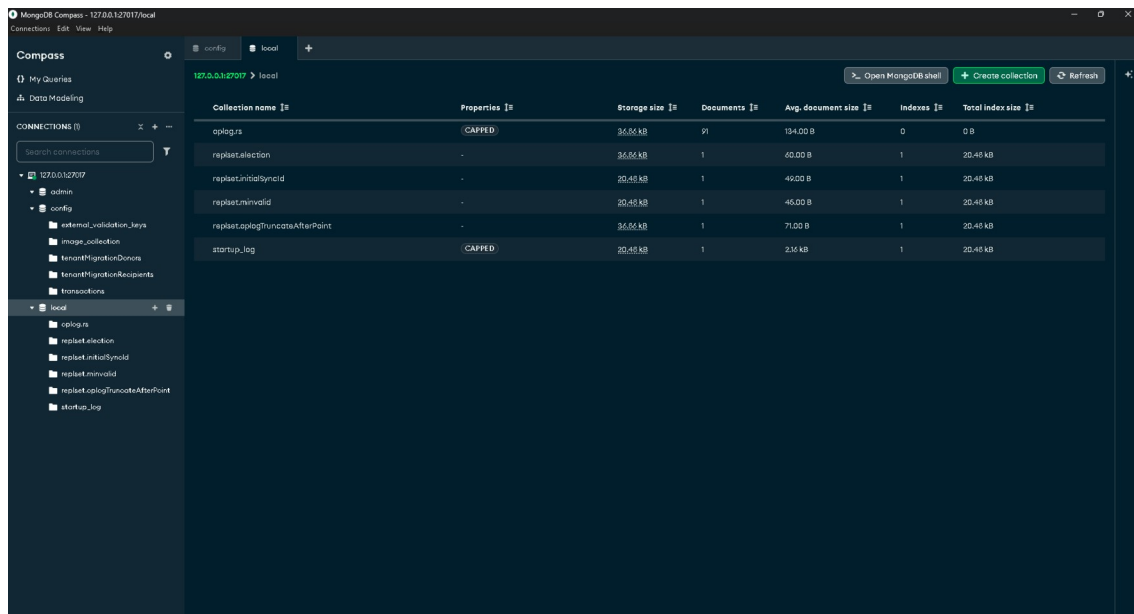 MongoDB Compass - 127.0.0.1:27017/local
Connections Edit View Help
Compass
My Queries
Data Modeling
CONNECTIONS (1)
Search connections
127.0.0.1:27017
admin
config
external_validation_keys
image_collection
tenantMigrationDonors
tenantMigrationRecipients
transactions
local
oplog.rs
replset.election
replset.initialSyncId
replset.minvalid
replset.oplogTruncateAfterPoint
startup_log
config local
127.0.0.1:27017 > local
Open MongoDB shell Create collection Refresh
Collection name Properties Storage size Documents Avg. document size Indexes Total index size
oplog.rs CAPPED 36.86 kB 91 134.00 B 0 0 B
replset.election - 36.86 kB 1 60.00 B 1 20.48 kB
replset.initialSyncId - 20.48 kB 1 49.00 B 1 20.48 kB
replset.minvalid - 20.48 kB 1 45.00 B 1 20.48 kB
replset.oplogTruncateAfterPoint - 36.86 kB 1 71.00 B 1 20.48 kB
startup_log CAPPED 20.48 kB 1 2.16 kB 1 20.48 kB